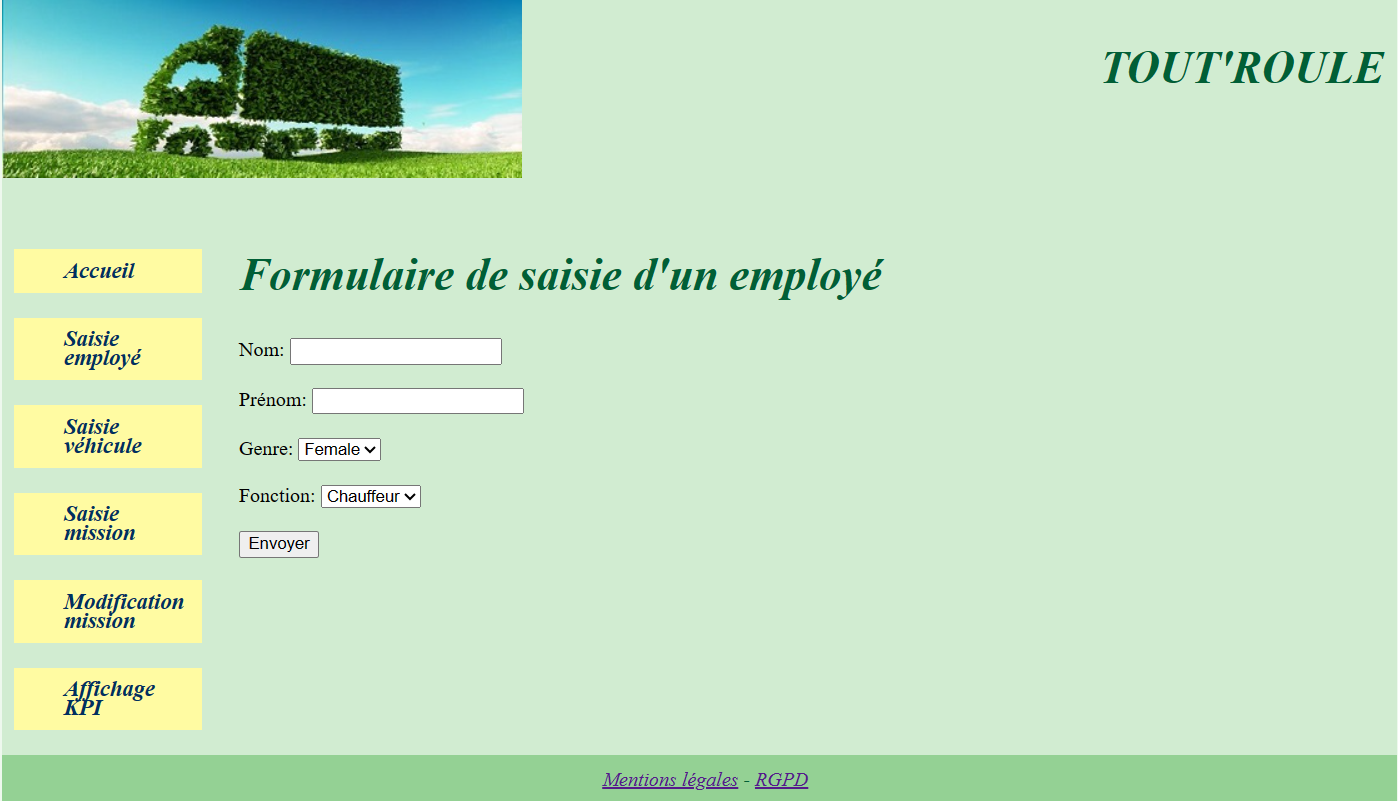 TOUT'ROULE
Accueil
Saisie
employé
Saisie
véhicule
Saisie
mission
Modification
mission
Affichage
KPI
Formulaire de saisie d'un employé
Nom:
Prénom:
Genre: Female
Fonction: Chauffeur
Envoyer
Mentions légales - RGPD